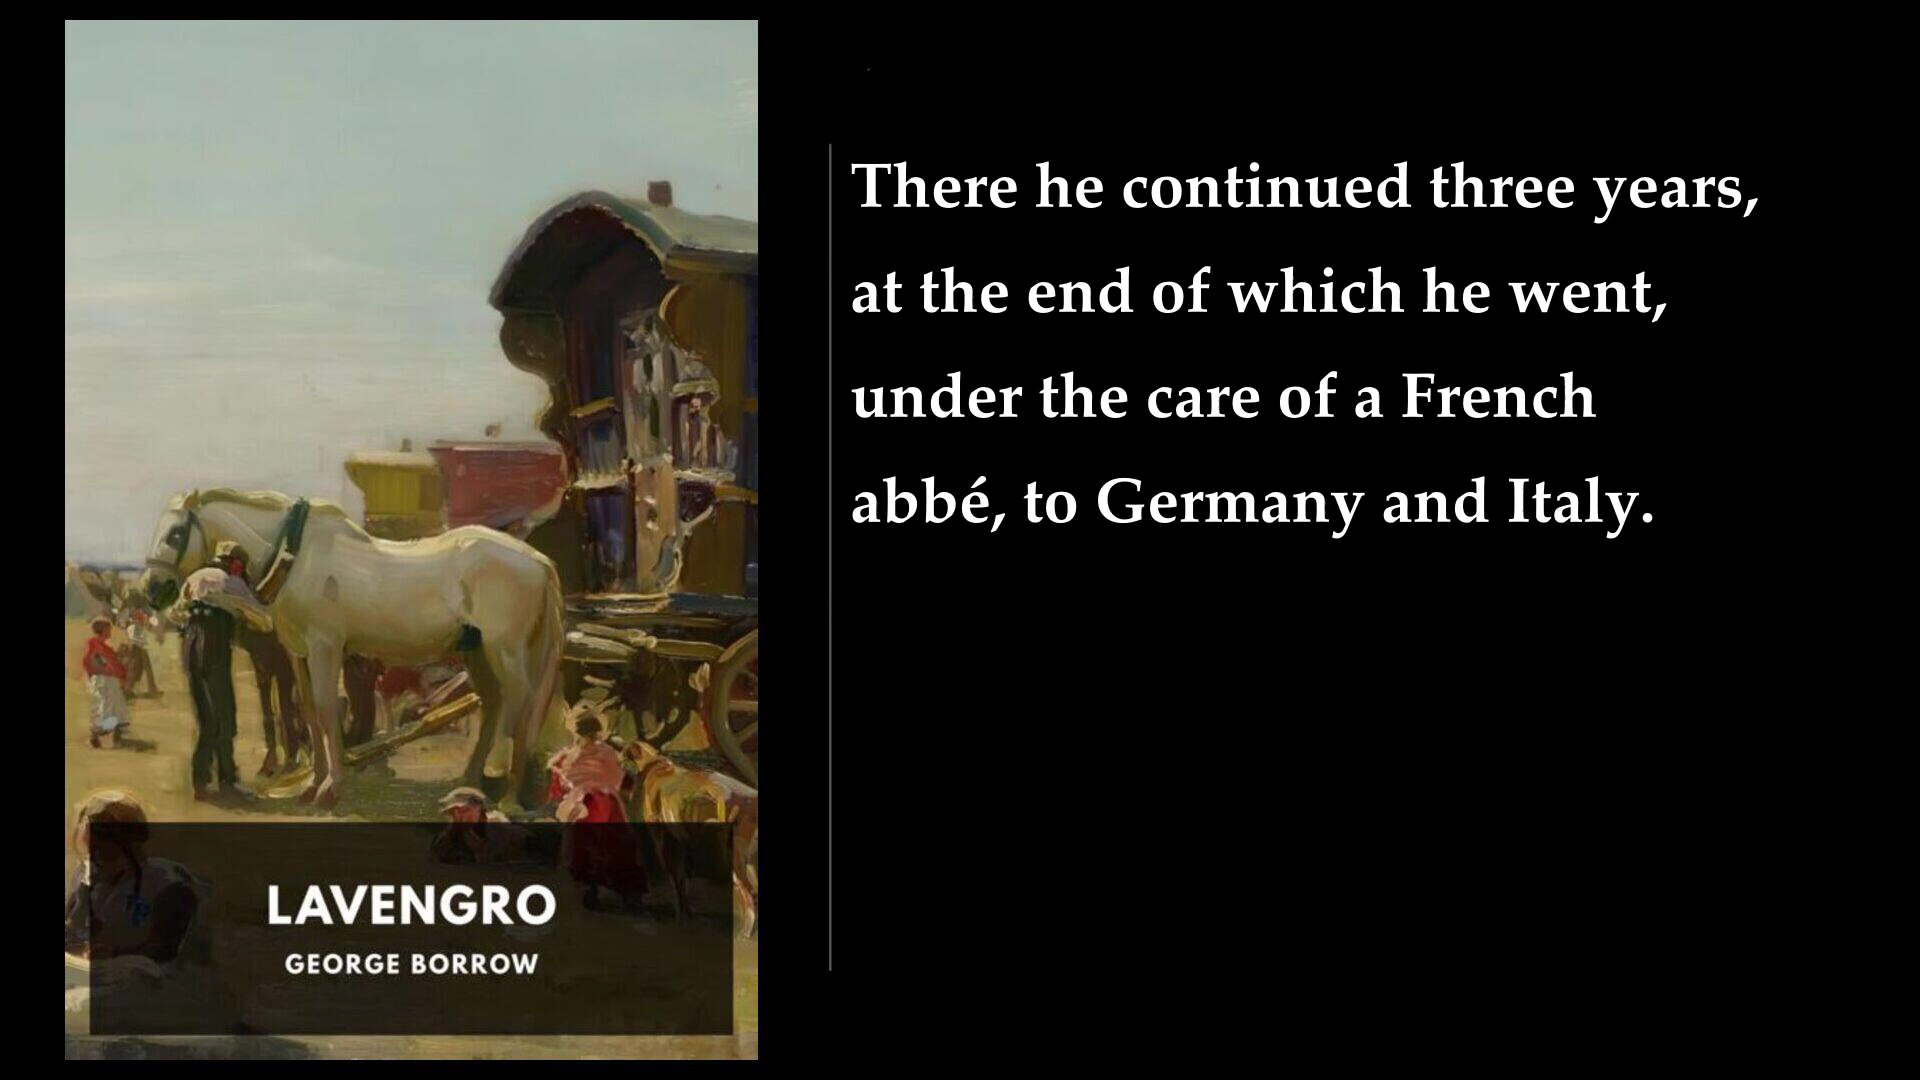 There he continued three years,
at the end of which he went,
under the care of a French
abbé, to Germany and Italy.
LAVENGRO
GEORGE BORROW